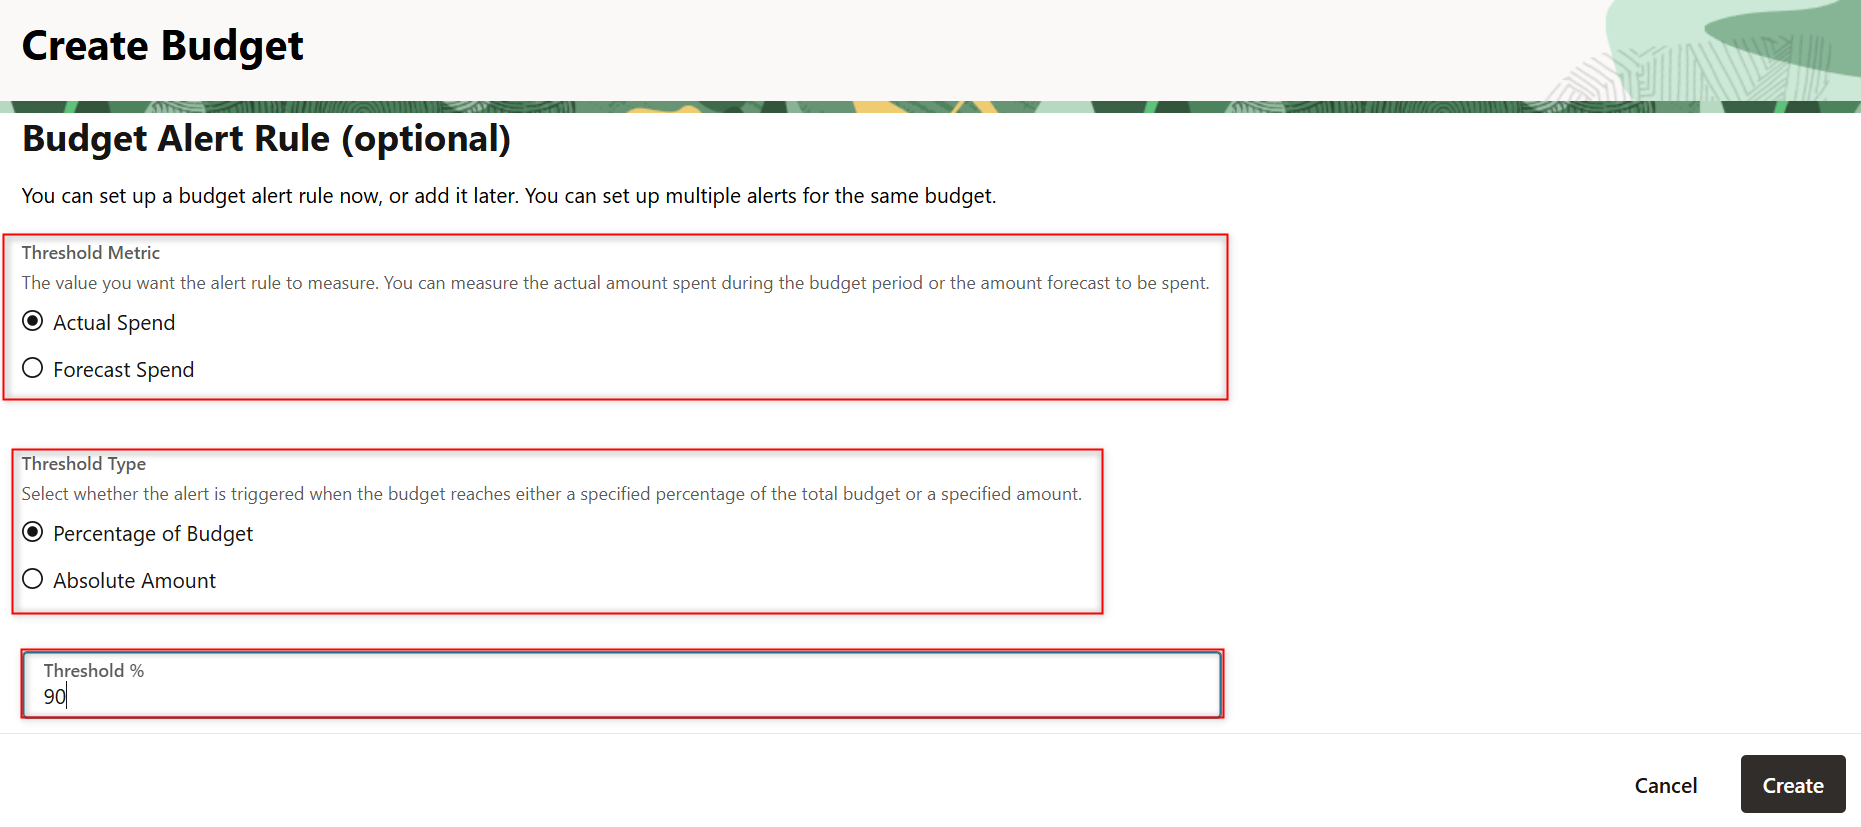 Create Budget
Budget Alert Rule (optional)
You can set up a budget alert rule now, or add it later. You can set up multiple alerts for the same budget.
Threshold Metric
The value you want the alert rule to measure. You can measure the actual amount spent during the budget period or the amount forecast to be spent.
Actual Spend
Forecast Spend
Threshold Type
Select whether the alert is triggered when the budget reaches either a specified percentage of the total budget or a specified amount.
Percentage of Budget
Absolute Amount
Threshold %
90
Cancel
Create